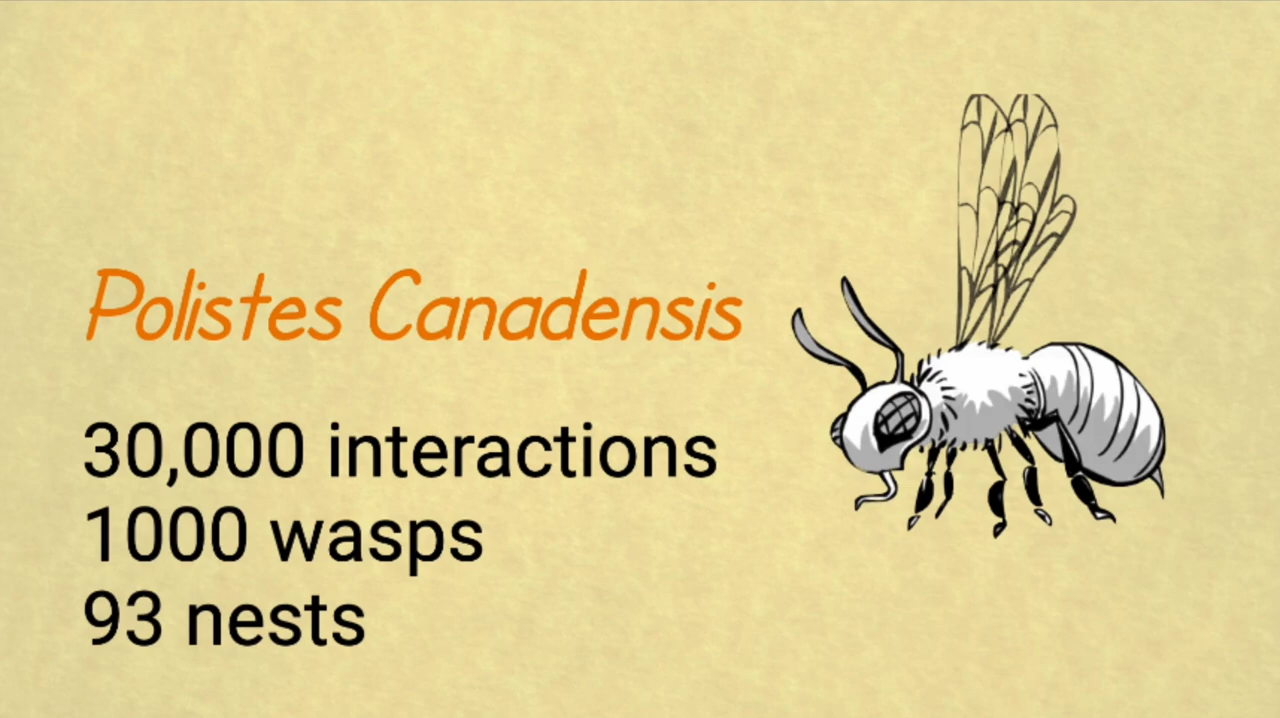 Polistes Canadensis
30,000 interactions
1000 wasps
93 nests